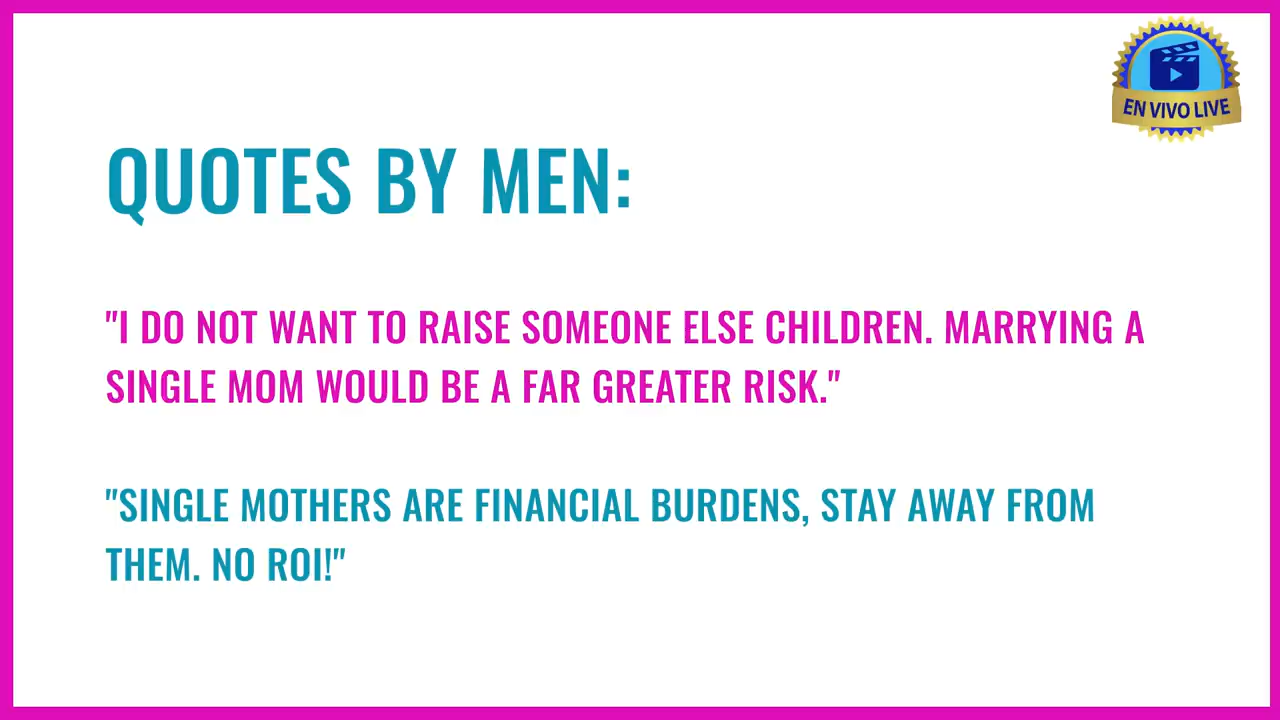 EN VIVO LIVE
QUOTES BY MEN:
"I DO NOT WANT TO RAISE SOMEONE ELSE CHILDREN. MARRYING A
SINGLE MOM WOULD BE A FAR GREATER RISK."
"SINGLE MOTHERS ARE FINANCIAL BURDENS, STAY AWAY FROM
THEM. NO ROI!"